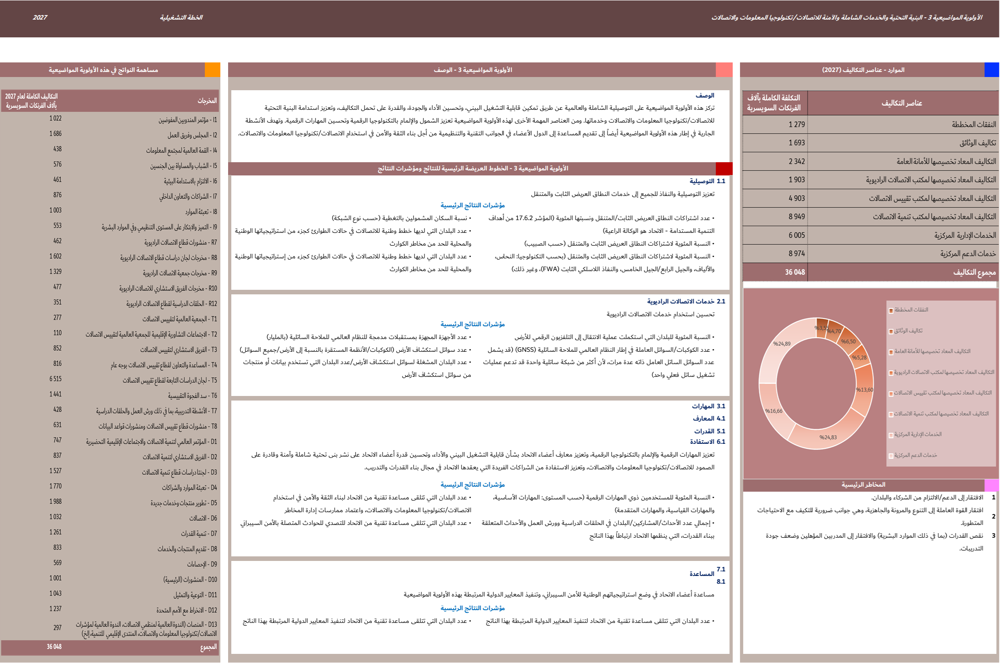 الأولوية المواضيعية 3 - البنية التحتية والخدمات الشاملة والآمنة للاتصالات/تكنولوجيا المعلومات والاتصالات
الخطة التشغيلية
2027
الموارد - عناصر التكاليف (2027)
عناصر التكاليف	التكلفة الكاملة بآلاف الفرنكات السويسرية
النفقات المخططة	1 279
تكاليف الوثائق	1 693
التكاليف المعاد تخصيصها للأمانة العامة	2 342
التكاليف المعاد تخصيصها لمكتب الاتصالات الراديوية	1 903
التكاليف المعاد تخصيصها لمكتب تقييس الاتصالات	4 903
التكاليف المعاد تخصيصها لمكتب تنمية الاتصالات	8 949
الخدمات الإدارية المركزية	6 005
خدمات الدعم المركزية	8 974
مجموع التكاليف	36 048
النفقات المخططة
تكاليف الوثائق
التكاليف المعاد تخصيصها للأمانة العامة
التكاليف المعاد تخصيصها لمكتب الاتصالات الراديوية
التكاليف المعاد تخصيصها لمكتب تقييس الاتصالات
التكاليف المعاد تخصيصها لمكتب تنمية الاتصالات
الخدمات الإدارية المركزية
خدمات الدعم المركزية
%3,55
%4,70
%6,50
%5,28
%13,60
%24,83
%16,66
%24,89
المخاطر الرئيسية
1 الافتقار إلى الدعم/الالتزام من الشركاء والبلدان.
2 افتقار القوة العاملة إلى التنوع والمرونة والجاهزية، وهي جوانب ضرورية للتكيف مع الاحتياجات
المتطورة.
3 نقص القدرات (بما في ذلك الموارد البشرية) والافتقار إلى المدربين المؤهلين وضعف جودة
التدريبات.
الأولوية المواضيعية 3 - الوصف
الوصف
تركز هذه الأولوية المواضيعية على التوصيلية الشاملة والعالمية عن طريق تمكين قابلية التشغيل البيني، وتحسين الأداء والجودة، والقدرة على تحمل التكاليف، وتعزيز استدامة البنية التحتية
للاتصالات/تكنولوجيا المعلومات والاتصالات وخدماتها. ومن العناصر المهمة الأخرى لهذه الأولوية المواضيعية تعزيز الشمول والإلمام بالتكنولوجيا الرقمية وتحسين المهارات الرقمية. وتهدف الأنشطة
الجارية في إطار هذه الأولوية المواضيعية أيضاً إلى تقديم المساعدة إلى الدول الأعضاء في الجوانب التقنية والتنظيمية من أجل بناء الثقة والأمن في استخدام الاتصالات/تكنولوجيا المعلومات والاتصالات.
الأولوية المواضيعية 3 - الخطوط العريضة الرئيسية للنتائج ومؤشرات النتائج
1.1 التوصيلية
تعزيز التوصيلية والنفاذ للجميع إلى خدمات النطاق العريض الثابت والمتنقل
مؤشرات النتائج الرئيسية
• عدد اشتراكات النطاق العريض الثابت/المتنقل ونسبتها المئوية (المؤشر 17.6.2 من أهداف
التنمية المستدامة - الاتحاد هو الوكالة الراعية)
• النسبة المئوية لاشتراكات النطاق العريض الثابت والمتنقل (حسب الصبيب)
• النسبة المئوية لاشتراكات النطاق العريض الثابت والمتنقل (بحسب التكنولوجيا: النحاس،
والألياف، والجيل الرابع/الجيل الخامس، والنفاذ اللاسلكي الثابت (FWA)، وغير ذلك)
• نسبة السكان المشمولين بالتغطية (حسب نوع الشبكة)
• عدد البلدان التي لديها خطط وطنية للاتصالات في حالات الطوارئ كجزء من استراتيجياتها الوطنية
والمحلية للحد من مخاطر الكوارث
• عدد البلدان التي لديها خطط وطنية للاتصالات في حالات الطوارئ كجزء من إستراتيجياتها الوطنية
والمحلية للحد من مخاطر الكوارث
2.1 خدمات الاتصالات الراديوية
تحسين استخدام خدمات الاتصالات الراديوية
مؤشرات النتائج الرئيسية
• النسبة المئوية للبلدان التي استكملت عملية الانتقال إلى التلفزيون الرقمي للأرض
• عدد الكوكبات/السواتل العاملة في إطار النظام العالمي للملاحة الساتلية (GNSS) (قد يشمل
عدد السواتل الساتل العامل ذاته عدة مرات، لأن أكثر من شبكة ساتلية واحدة قد تدعم عمليات
تشغيل ساتل فعلي واحد)
• عدد الأجهزة المجهزة بمستقبلات مدمجة للنظام العالمي للملاحة الساتلية (بالمليار)
• عدد سواتل استكشاف الأرض (الكوكبات/الأنظمة المستقرة بالنسبة إلى الأرض/جميع السواتل)
• عدد البلدان المشغلة لسواتل استكشاف الأرض/عدد البلدان التي تستخدم بيانات أو منتجات
من سواتل استكشاف الأرض
3.1 المهارات
4.1 المعارف
5.1 القدرات
6.1 الاستفادة
تعزيز المهارات الرقمية والإلمام بالتكنولوجيا الرقمية، وتعزيز معارف أعضاء الاتحاد بشأن قابلية التشغيل البيني والأداء، وتحسين قدرة أعضاء الاتحاد على نشر بنى تحتية شاملة وآمنة وقادرة على
الصمود للاتصالات/تكنولوجيا المعلومات والاتصالات، وتعزيز الاستفادة من الشراكات الفريدة التي يعقدها الاتحاد في مجال بناء القدرات والتدريب.
مؤشرات النتائج الرئيسية
• النسبة المئوية للمستخدمين ذوي المهارات الرقمية (حسب المستوى: المهارات الأساسية،
والمهارات القياسية، والمهارات المتقدمة)
• إجمالي عدد الأحداث/المشاركين/البلدان في الحلقات الدراسية وورش العمل والأحداث المتعلقة
ببناء القدرات، التي ينظمها الاتحاد ارتباطاً بهذا الناتج
• عدد البلدان التي تتلقى مساعدة تقنية من الاتحاد لبناء الثقة والأمن في استخدام
الاتصالات/تكنولوجيا المعلومات والاتصالات، واعتماد ممارسات إدارة المخاطر
• عدد البلدان التي تتلقى مساعدة تقنية من الاتحاد للتصدي للحوادث المتصلة بالأمن السيبراني
7.1
المساعدة
8.1
مساعدة أعضاء الاتحاد في وضع استراتيجياتهم الوطنية للأمن السيبراني، وتنفيذ المعايير الدولية المرتبطة بهذه الأولوية المواضيعية
مؤشرات النتائج الرئيسية
• عدد البلدان التي تتلقى مساعدة تقنية من الاتحاد لتنفيذ المعايير الدولية المرتبطة بهذا الناتج
• عدد البلدان التي تتلقى مساعدة تقنية من الاتحاد لتنفيذ المعايير الدولية المرتبطة بهذا الناتج
مساهمة النواتج في هذه الأولوية المواضيعية
المخرجات	التكاليف الكاملة لعام 2027 بآلاف الفرنكات السويسرية
I1 - مؤتمر المندوبين المفوضين	1 022
I2 - المجلس وفريق العمل	1 686
I4 - القمة العالمية لمجتمع المعلومات	438
I5 - الشباب والمساواة بين الجنسين	576
I6 - الالتزام بالاستدامة البيئية	461
I7 - الشراكات والتعاون الداخلي	876
I8 - تعبئة الموارد	1 003
I9 - التميز والابتكار على المستوى التنظيمي وفي الموارد البشرية	553
R7 - منشورات قطاع الاتصالات الراديوية	462
R8 - مخرجات لجان دراسات قطاع الاتصالات الراديوية	1 602
R9 - مخرجات جمعية الاتصالات الراديوية	1 329
R10 - مخرجات الفريق الاستشاري للاتصالات الراديوية	477
R12 - الحلقات الدراسية لقطاع الاتصالات الراديوية	351
T1 - الجمعية العالمية لتقييس الاتصالات	277
T2 - الاجتماعات التشاورية الإقليمية للجمعية العالمية لتقييس الاتصالات	110
T3 - الفريق الاستشاري لتقييس الاتصالات	852
T4 - المساعدة والتعاون لقطاع تقييس الاتصالات بوجه عام	816
T5 - لجان الدراسات التابعة لقطاع تقييس الاتصالات	6 515
T6 - سد الفجوة التقييسية	1 441
T7 - الأنشطة التدريبية، بما في ذلك ورش العمل والحلقات الدراسية	428
T8 - منشورات قطاع تقييس الاتصالات ومنشورات قواعد البيانات	631
D1 - المؤتمر العالمي لتنمية الاتصالات والاجتماعات الإقليمية التحضيرية	747
D2 - الفريق الاستشاري لتنمية الاتصالات	837
D3 - لجنتا دراسات قطاع تنمية الاتصالات	1 527
D4 - تعبئة الموارد والشراكات	1 770
D5 - تطوير منتجات وخدمات جديدة	1 988
D6 - الاتصالات	1 032
D7 - تنمية القدرات	1 261
D8 - تقديم المنتجات والخدمات	833
D9 - الإحصاءات	569
D10 - المنشورات (الرئيسية)	1 001
D11 - التوعية والتمثيل	1 043
D12 - الانخراط مع الأمم المتحدة	1 237
D13 - المنصات (الندوة العالمية لمنظمي الاتصالات، الندوة العالمية لمؤشرات
الاتصالات/تكنولوجيا المعلومات والاتصالات، المنتدى الإقليمي للتنمية، إلخ)	297
المجموع	36 048